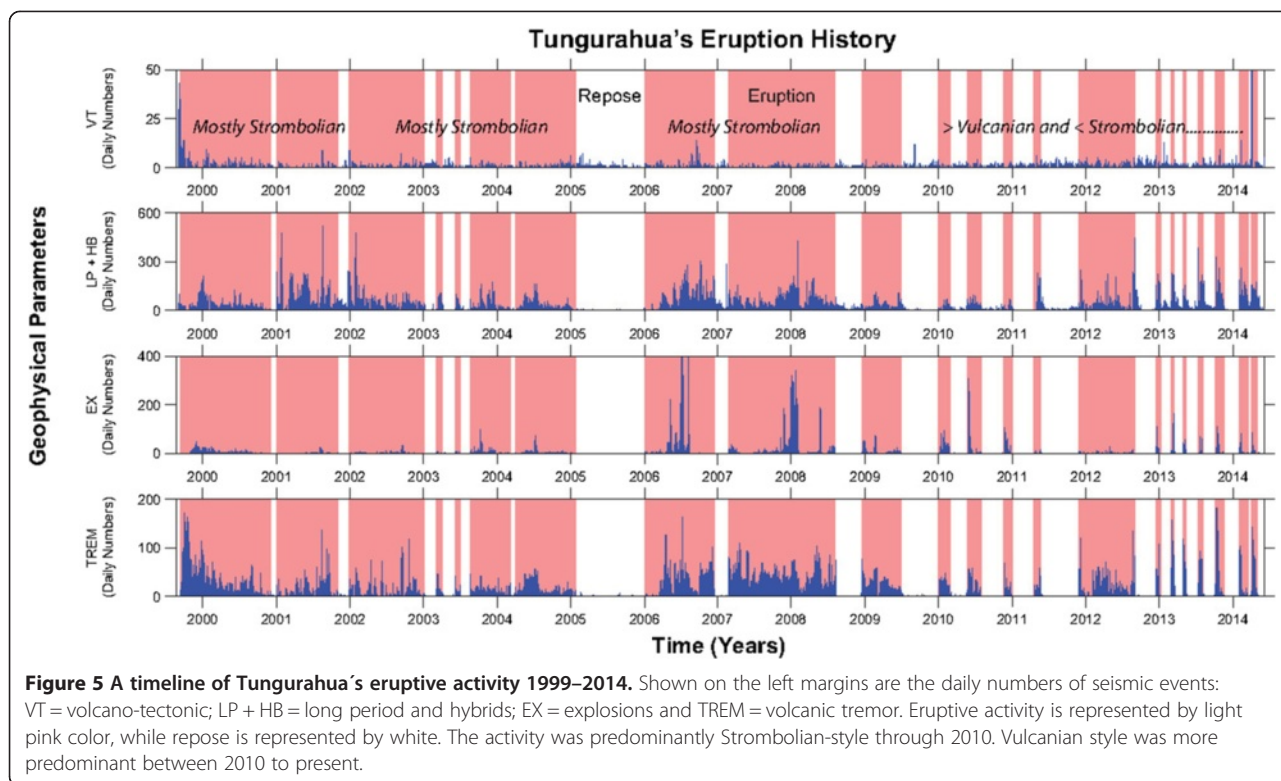 Tungurahua's Eruption History
Geophysical Parameters
VT
(Daily Numbers)
50
25
0
Repose
Eruption
Mostly Strombolian
Mostly Strombolian
Mostly Strombolian
> Vulcanian and < Strombolian.............
2000 2001 2002 2003 2004 2005 2006 2007 2008 2009 2010 2011 2012 2013 2014
LP + HB
(Daily Numbers)
600
300
0
2000 2001 2002 2003 2004 2005 2006 2007 2008 2009 2010 2011 2012 2013 2014
EX
(Daily Numbers)
400
200
0
2000 2001 2002 2003 2004 2005 2006 2007 2008 2009 2010 2011 2012 2013 2014
TREM
(Daily Numbers)
200
100
0
2000 2001 2002 2003 2004 2005 2006 2007 2008 2009 2010 2011 2012 2013 2014
Time (Years)
Figure 5 A timeline of Tungurahua´s eruptive activity 1999–2014. Shown on the left margins are the daily numbers of seismic events:
VT = volcano-tectonic; LP + HB = long period and hybrids; EX = explosions and TREM = volcanic tremor. Eruptive activity is represented by light
pink color, while repose is represented by white. The activity was predominantly Strombolian-style through 2010. Vulcanian style was more
predominant between 2010 to present.